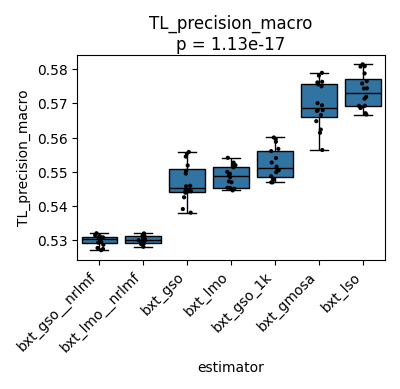 TL_precision_macro
p = 1.13e-17
TL_precision_macro
0.58
0.57
0.56
0.55
0.54
0.53
bxt_gso__nrlmf
bxt_lmo__nrlmf
bxt_gso
bxt_lmo
bxt_gso_1k
bxt_gmosa
bxt_lso
estimator